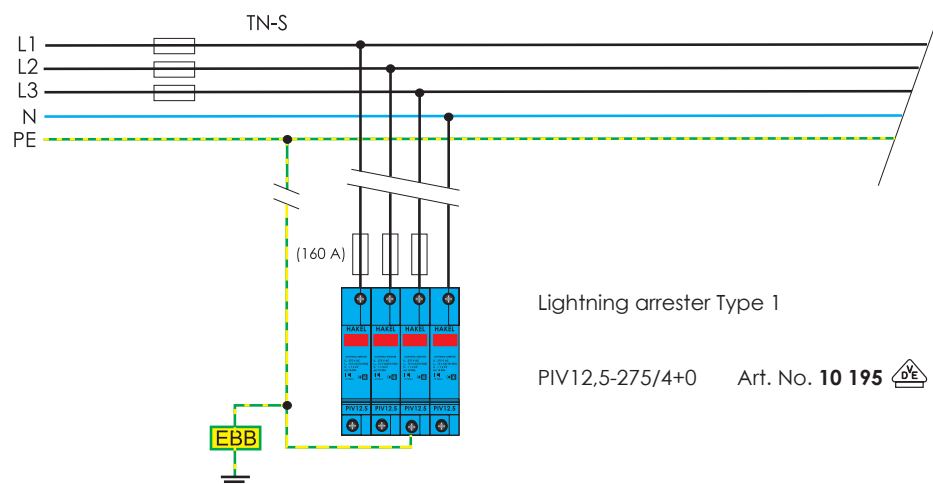 TN-S
L1
L2
L3
N
PE
(160 A)
Lightning arrester Type 1
HAKEL HAKEL HAKEL HAKEL
PIV12,5-275/4+0 Art. No. 10 195 VDE
PIV12,5 PIV12,5 PIV12,5 PIV12,5
EBB